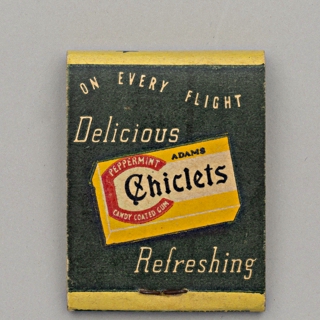 ON EVERY FLIGHT
Delicious
ADAMS
PEPPERMINT
Chiclets
CANDY COATED GUM
Refreshing